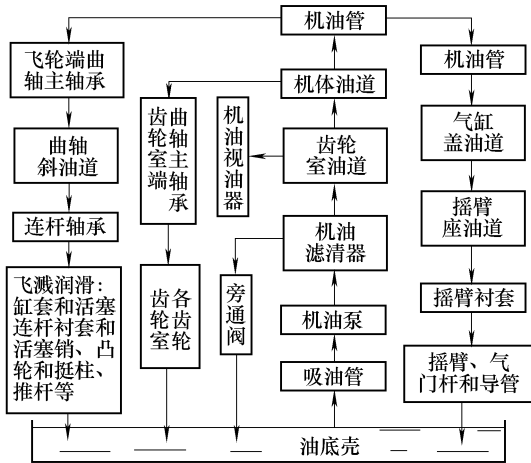 机油管
飞轮端曲
轴主轴承
机油管
机体油道
齿轮室端
曲轴主轴承
机油视油器
气缸
盖油道
曲轴
斜油道
齿轮
室油道
摇臂
座油道
连杆轴承
机油
滤清器
飞溅润滑：
缸套和活塞
连杆衬套和
活塞销、凸
轮和挺柱、
推杆等
齿轮室
各齿轮
旁通阀
摇臂衬套
机油泵
摇臂、气
门杆和导管
吸油管
油底壳